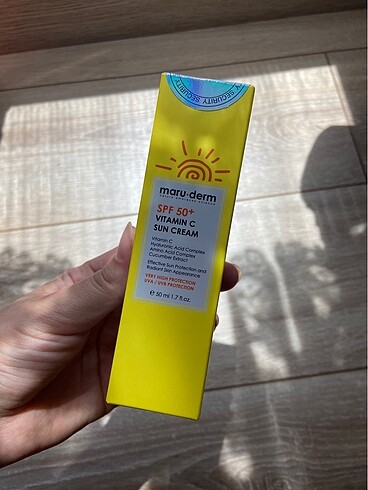 Y SECURITY SECURITY
maru·derm
SPF 50+
VITAMIN C
SUN CREAM
Vitamin C
Hyaluronic Acid Complex
Amino Acid Complex
Cucumber Extract
Effective Sun Protection and
Radiant Skin Appearance
VERY HIGH PROTECTION
UVA / UVB PROTECTION
℮ 50 ml 1.7 fl.oz.